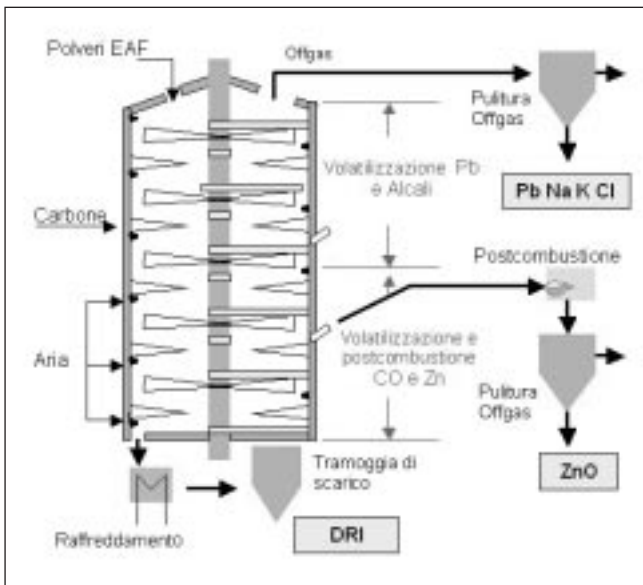 Polveri EAF
Offgas
Pulitura
Offgas
Volatilizzazione Pb
e Alcali
Pb Na K Cl
Carbone
Postcombustione
Volatilizzazione e
postcombustione
CO e Zn
Aria
Pulitura
Offgas
Tramoggia di
scarico
ZnO
Raffreddamento
DRI